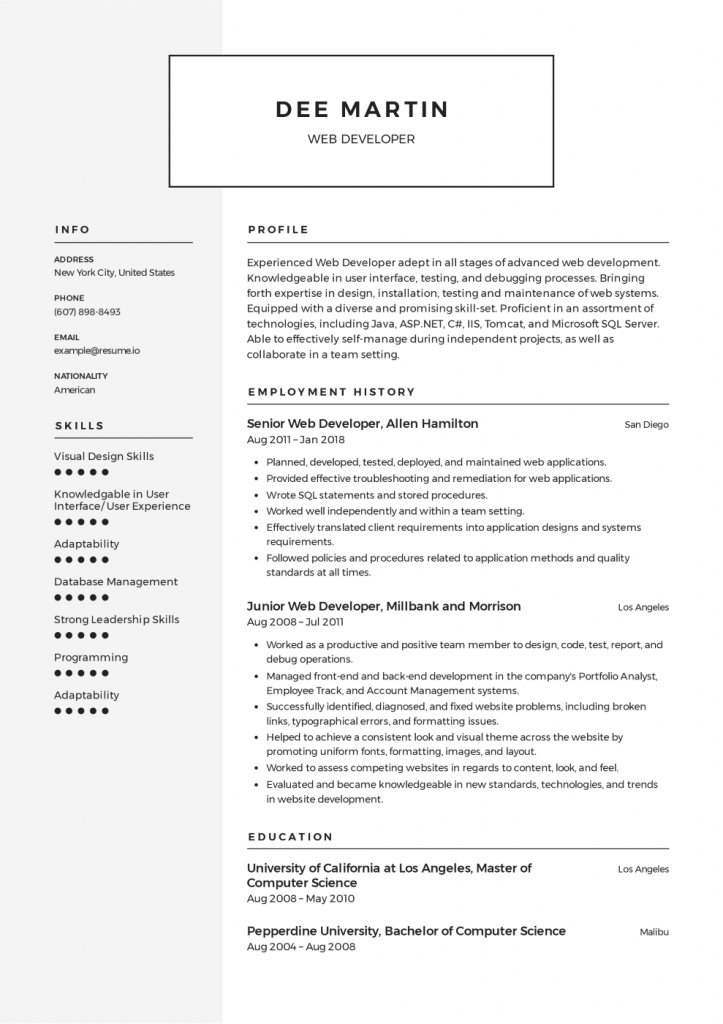 DEE MARTIN
WEB DEVELOPER
INFO
ADDRESS
New York City, United States
PHONE
(607) 898-8493
EMAIL
example@resume.io
NATIONALITY
American
SKILLS
Visual Design Skills
Knowledgable in User
Interface/User Experience
Adaptability
Database Management
Strong Leadership Skills
Programming
Adaptability
PROFILE
Experienced Web Developer adept in all stages of advanced web development.
Knowledgeable in user interface, testing, and debugging processes. Bringing
forth expertise in design, installation, testing and maintenance of web systems.
Equipped with a diverse and promising skill-set. Proficient in an assortment of
technologies, including Java, ASP.NET, C#, IIS, Tomcat, and Microsoft SQL Server.
Able to effectively self-manage during independent projects, as well as
collaborate in a team setting.
EMPLOYMENT HISTORY
Senior Web Developer, Allen Hamilton San Diego
Aug 2011 – Jan 2018
• Planned, developed, tested, deployed, and maintained web applications.
• Provided effective troubleshooting and remediation for web applications.
• Wrote SQL statements and stored procedures.
• Worked well independently and within a team setting.
• Effectively translated client requirements into application designs and systems
requirements.
• Followed policies and procedures related to application methods and quality
standards at all times.
Junior Web Developer, Millbank and Morrison Los Angeles
Aug 2008 – Jul 2011
• Worked as a productive and positive team member to design, code, test, report, and
debug operations.
• Managed front-end and back-end development in the company's Portfolio Analyst,
Employee Track, and Account Management systems.
• Successfully identified, diagnosed, and fixed website problems, including broken
links, typographical errors, and formatting issues.
• Helped to achieve a consistent look and visual theme across the website by
promoting uniform fonts, formatting, images, and layout.
• Worked to assess competing websites in regards to content, look, and feel.
• Evaluated and became knowledgeable in new standards, technologies, and trends
in website development.
EDUCATION
University of California at Los Angeles, Master of Los Angeles
Computer Science
Aug 2008 – May 2010
Pepperdine University, Bachelor of Computer Science Malibu
Aug 2004 – Aug 2008